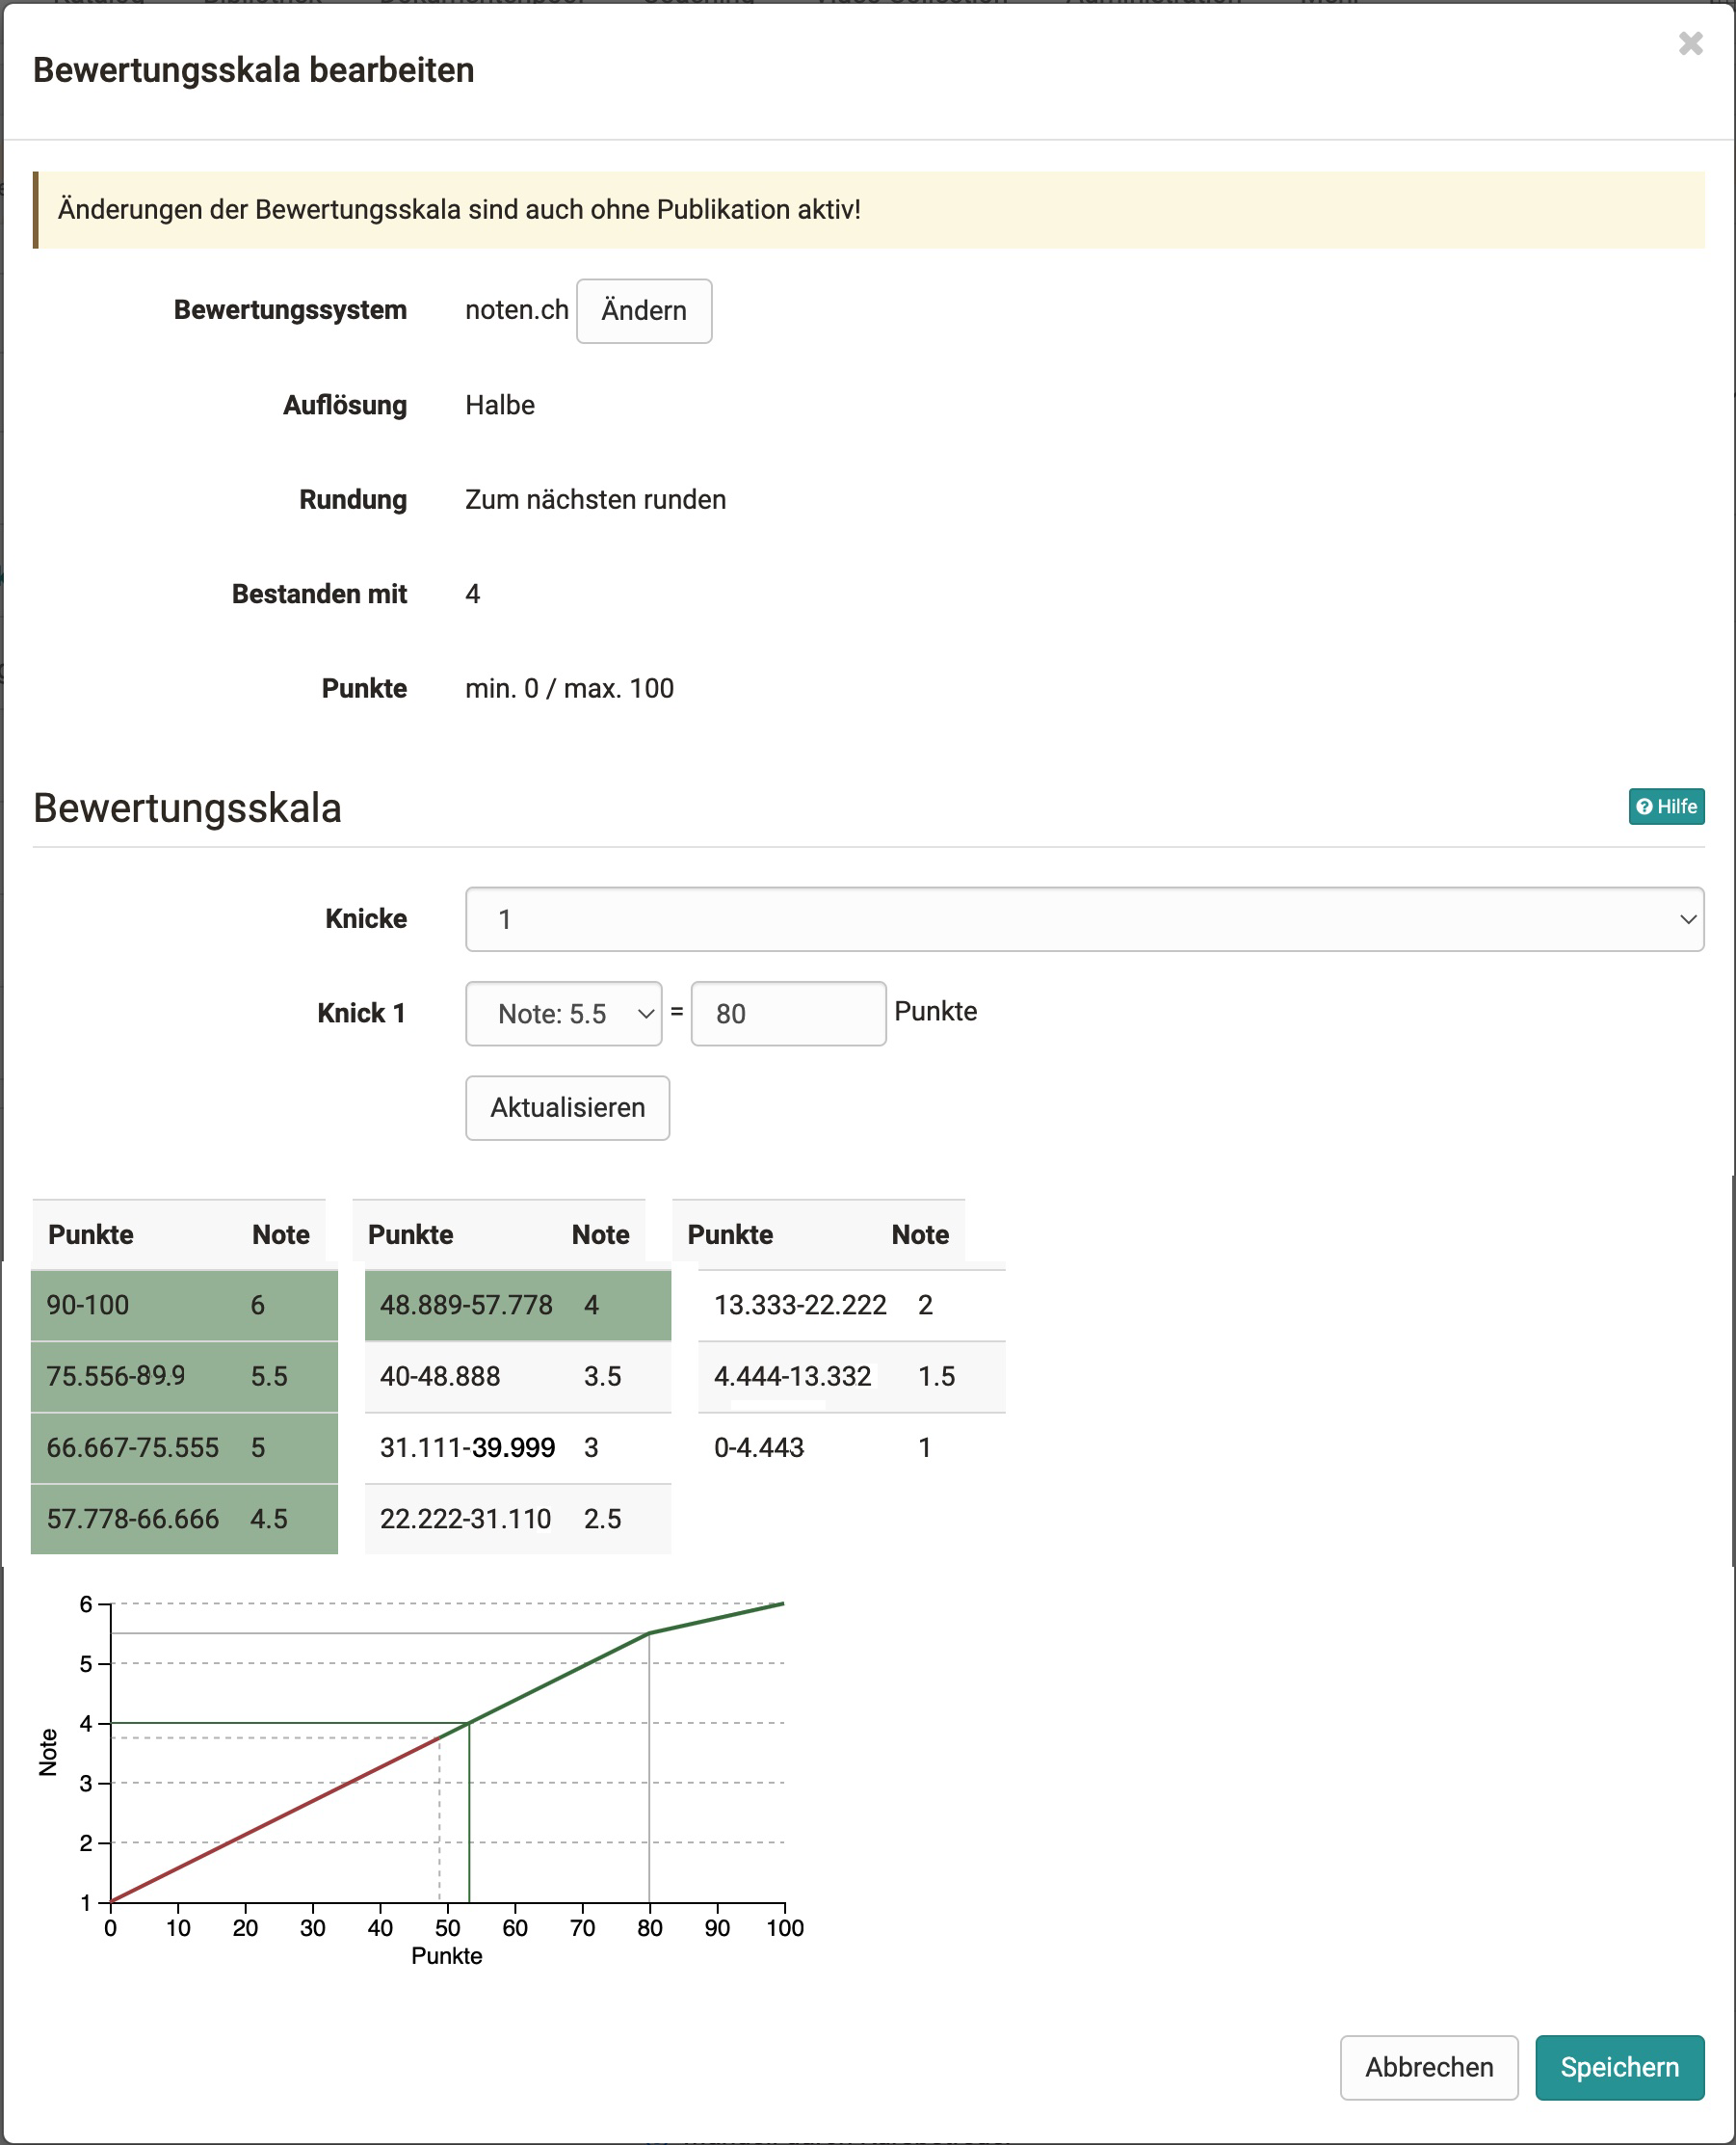 Bewertungsskala bearbeiten
Änderungen der Bewertungsskala sind auch ohne Publikation aktiv!
Bewertungssystem noten.ch Ändern
Auflösung Halbe
Rundung Zum nächsten runden
Bestanden mit 4
Punkte min. 0 / max. 100
Bewertungsskala Hilfe
Knicke 1
Knick 1 Note: 5.5 = 80 Punkte
Aktualisieren
Punkte Note Punkte Note Punkte Note
90-100 6 48.889-57.778 4 13.333-22.222 2
75.556-89.9 5.5 40-48.888 3.5 4.444-13.332 1.5
66.667-75.555 5 31.111-39.999 3 0-4.443 1
57.778-66.666 4.5 22.222-31.110 2.5
6
5
4
3
2
1
Note
0 10 20 30 40 50 60 70 80 90 100
Punkte
Abbrechen Speichern